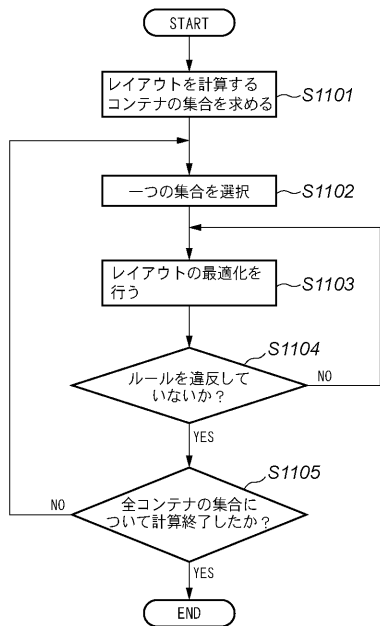 START
レイアウトを計算する
コンテナの集合を求める
S1101
一つの集合を選択
S1102
レイアウトの最適化を
行う
S1103
S1104
ルールを違反して
いないか?
NO
YES
S1105
全コンテナの集合に
ついて計算終了したか?
NO
YES
END